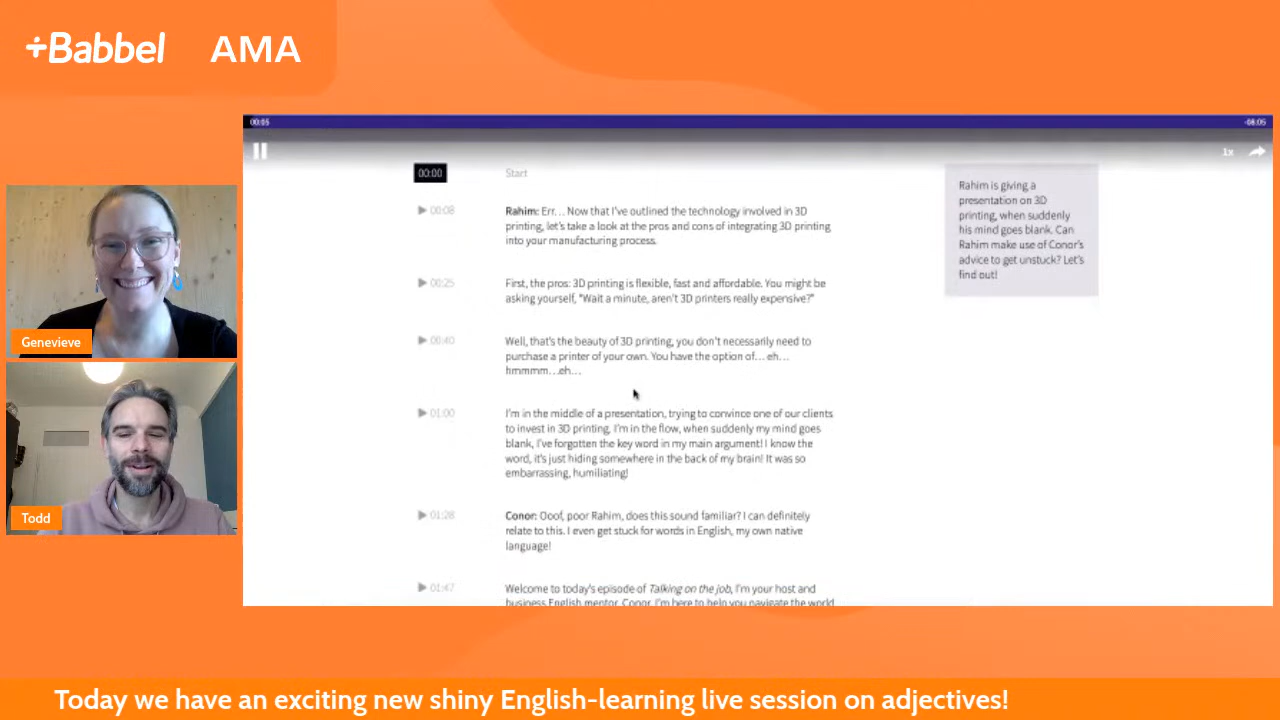 +Babbel AMA
00:05 -08:05
1x
00:00 Start
00:08 Rahim: Err... Now that I've outlined the technology involved in 3D
printing, let's take a look at the pros and cons of integrating 3D printing
into your manufacturing process.
00:25 First, the pros: 3D printing is flexible, fast and affordable. You might be
asking yourself, "Wait a minute, aren't 3D printers really expensive?"
00:40 Well, that's the beauty of 3D printing, you don't necessarily need to
purchase a printer of your own. You have the option of... eh...
hmmmm...eh...
01:00 I'm in the middle of a presentation, trying to convince one of our clients
to invest in 3D printing. I'm in the flow, when suddenly my mind goes
blank, I've forgotten the key word in my main argument! I know the
word, it's just hiding somewhere in the back of my brain! It was so
embarrassing, humiliating!
01:28 Conor: Ooof, poor Rahim, does this sound familiar? I can definitely
relate to this. I even get stuck for words in English, my own native
language!
01:47 Welcome to today's episode of Talking on the job, I'm your host and
business English mentor, Conor. I'm here to help you navigate the world
Rahim is giving a
presentation on 3D
printing, when suddenly
his mind goes blank. Can
Rahim make use of Conor's
advice to get unstuck? Let's
find out!
Genevieve
Todd
Today we have an exciting new shiny English-learning live session on adjectives!